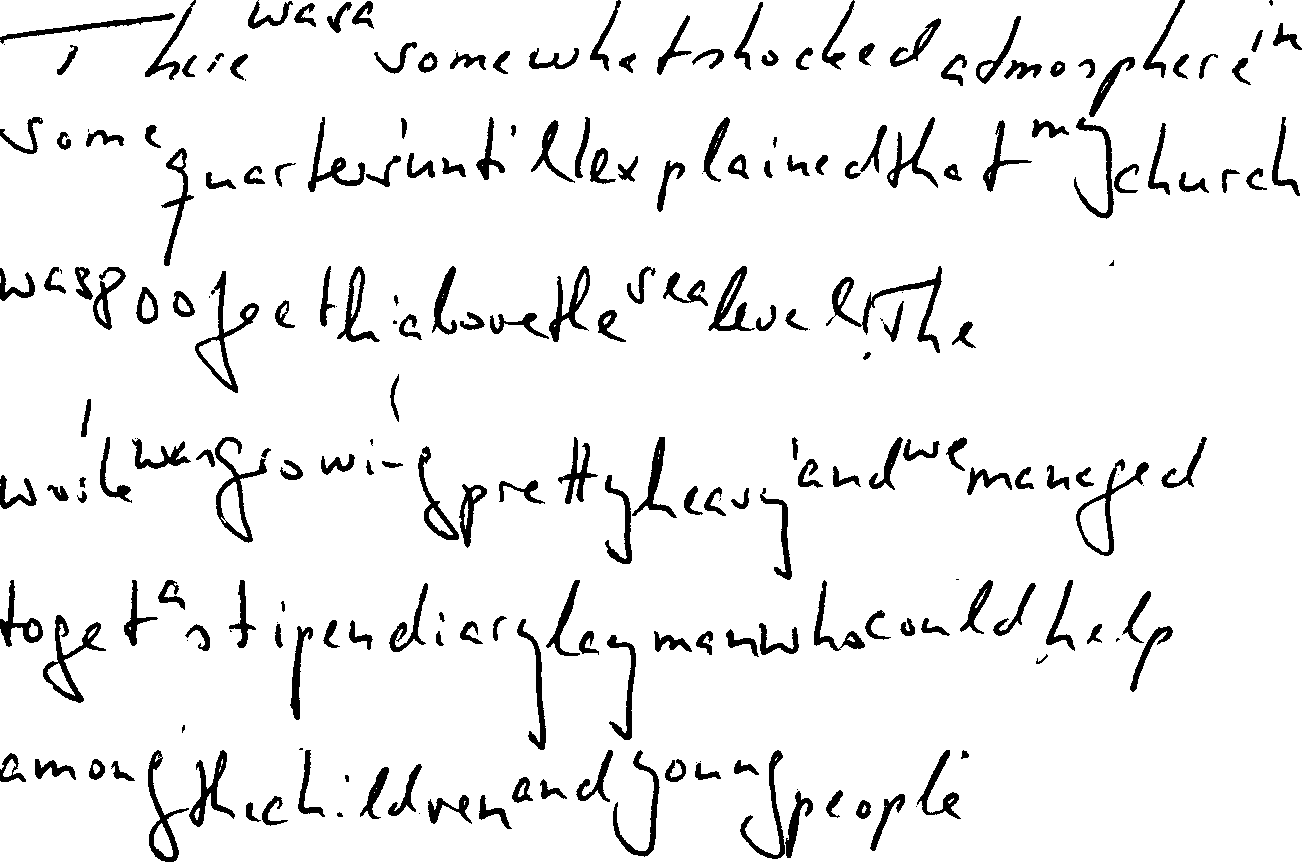 There was a somewhat shocked admosphere in
some quarters until I explained that my church
was 800 feet hi above the sea level. The
work was growing pretty heavy and we managed
to get a stipendiary layman who could help
among the children and young people